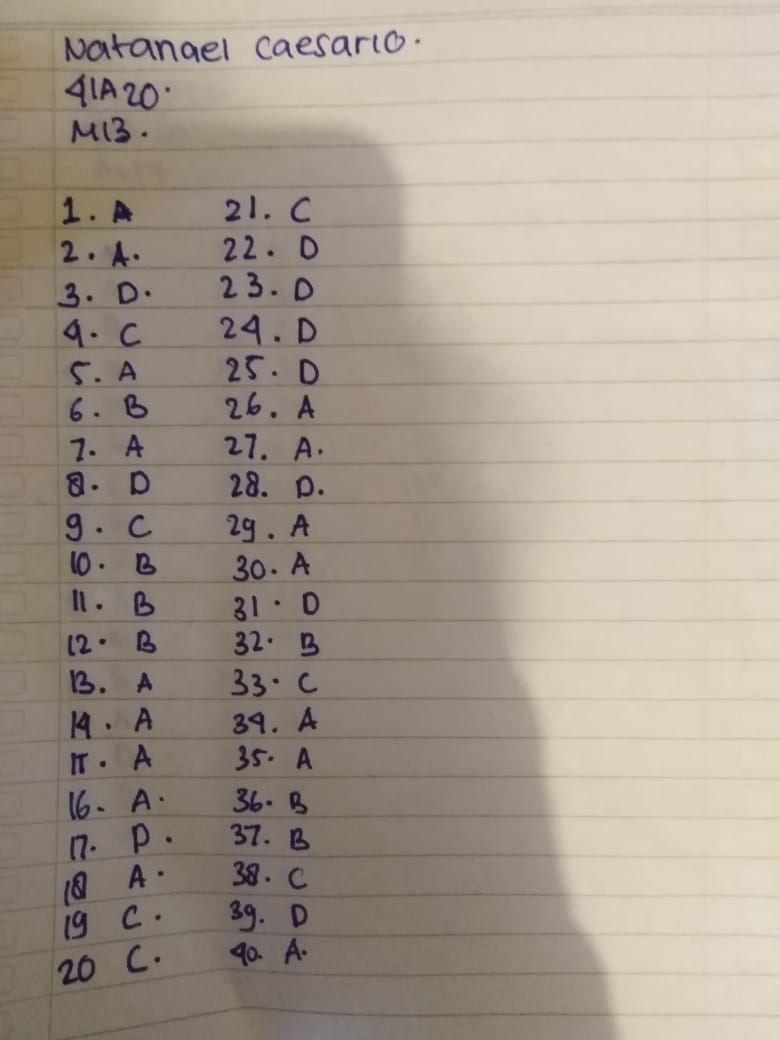 Natanael Caesario.
41A20.
M13.
1. A 21. C
2. A. 22. D
3. D. 23. D
4. C 24. D
5. A 25. D
6. B 26. A
7. A 27. A.
8. D 28. D.
9. C 29. A
10. B 30. A
11. B 31. D
12. B 32. B
13. A 33. C
14. A 34. A
15. A 35. A
16. A. 36. B
17. D. 37. B
18 A. 38. C
19 C. 39. D
20 C. 40. A.